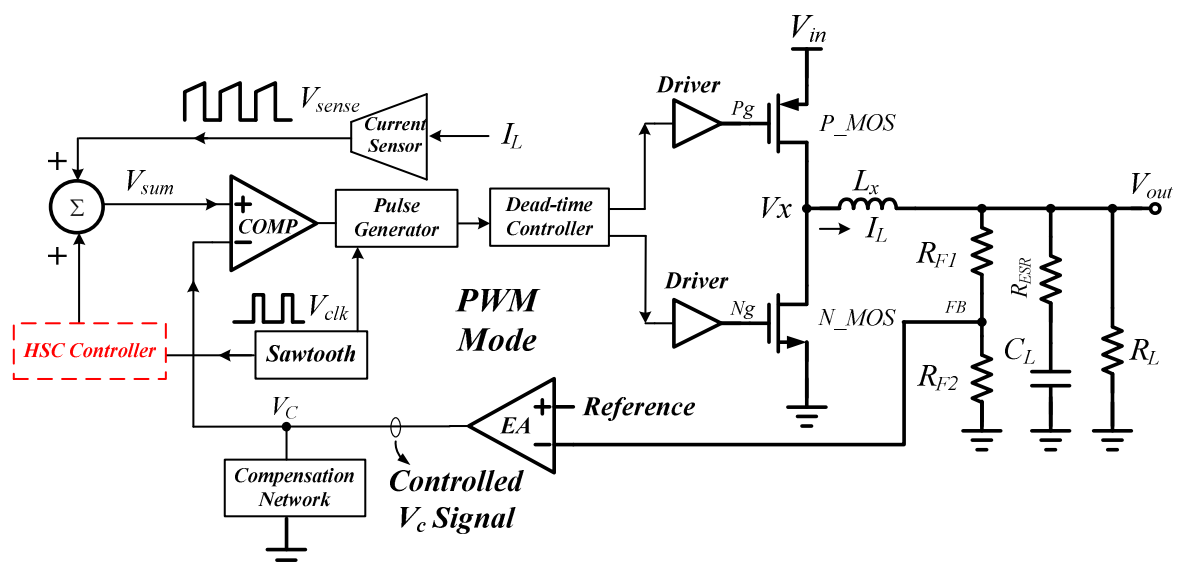 V_in
Driver
V_sense
Current
Sensor
I_L
Pg
P_MOS
+
Σ
+
V_sum
+
COMP
−
Pulse
Generator
Dead-time
Controller
Vx
L_x
I_L
V_out
R_F1
R_ESR
Driver
Ng
N_MOS
FB
PWM
Mode
V_clk
HSC Controller
Sawtooth
R_F2
C_L
R_L
V_C
EA
+
−
Reference
Compensation
Network
Controlled
V_c Signal